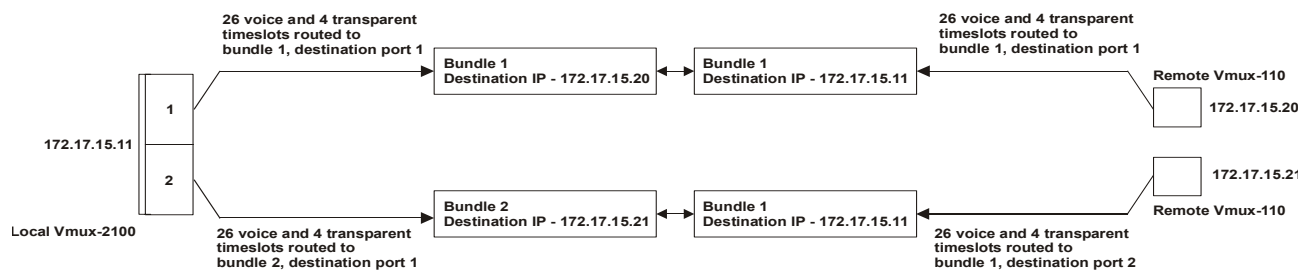 26 voice and 4 transparent
timeslots routed to
bundle 1, destination port 1
26 voice and 4 transparent
timeslots routed to
bundle 1, destination port 1
Bundle 1
Destination IP - 172.17.15.20
Bundle 1
Destination IP - 172.17.15.11
Remote Vmux-110
1
172.17.15.20
172.17.15.11
2
172.17.15.21
Bundle 2
Destination IP - 172.17.15.21
Bundle 1
Destination IP - 172.17.15.11
Remote Vmux-110
Local Vmux-2100
26 voice and 4 transparent
timeslots routed to
bundle 2, destination port 1
26 voice and 4 transparent
timeslots routed to
bundle 1, destination port 2